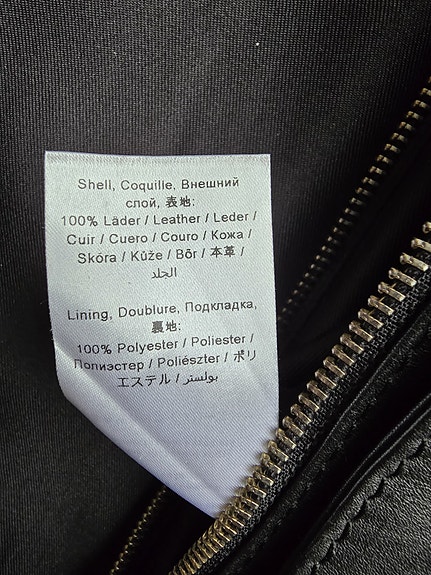 Shell, Coquille, Внешний
слой, 表地:
100% Läder / Leather / Leder /
Cuir / Cuero / Couro / Кожа /
Skóra / Kůže / Bőr / 本革 /
الجلد
Lining, Doublure, Подкладка,
裏地:
100% Polyester / Poliester /
Полиэстер / Poliészter / ポリ
エステル / بوليستر